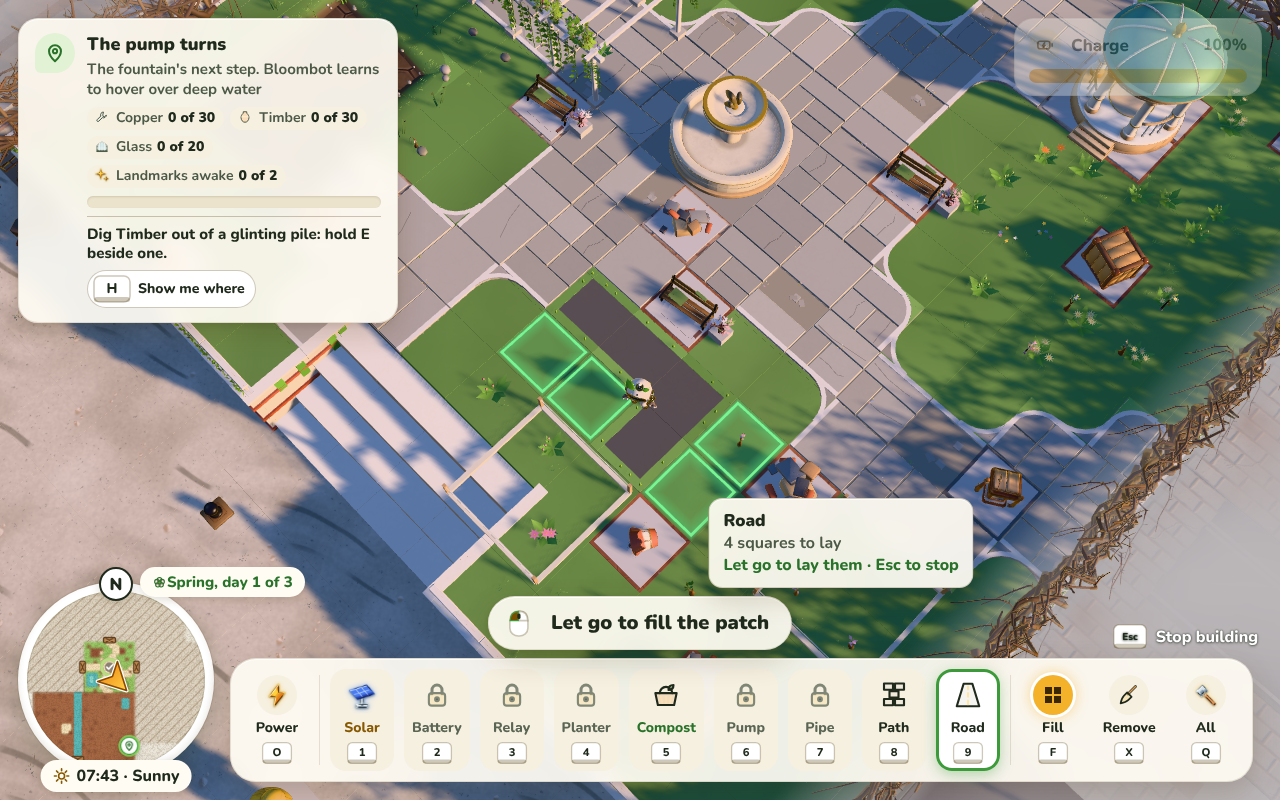 The pump turns
The fountain's next step. Bloombot learns
to hover over deep water
Copper 0 of 30
Timber 0 of 30
Glass 0 of 20
Landmarks awake 0 of 2
Dig Timber out of a glinting pile: hold E
beside one.
H Show me where
Charge 100%
Road
4 squares to lay
Let go to lay them · Esc to stop
N
Spring, day 1 of 3
Let go to fill the patch
Esc Stop building
07:43 · Sunny
Power
O
Solar
1
Battery
2
Relay
3
Planter
4
Compost
5
Pump
6
Pipe
7
Path
8
Road
9
Fill
F
Remove
X
All
Q